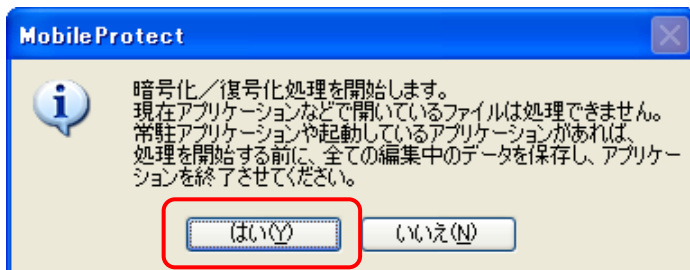 MobileProtect
暗号化／復号化処理を開始します。
現在アプリケーションなどで開いているファイルは処理できません。
常駐アプリケーションや起動しているアプリケーションがあれば、
処理を開始する前に、全ての編集中のデータを保存し、アプリケー
ションを終了させてください。
はい(Y)
いいえ(N)